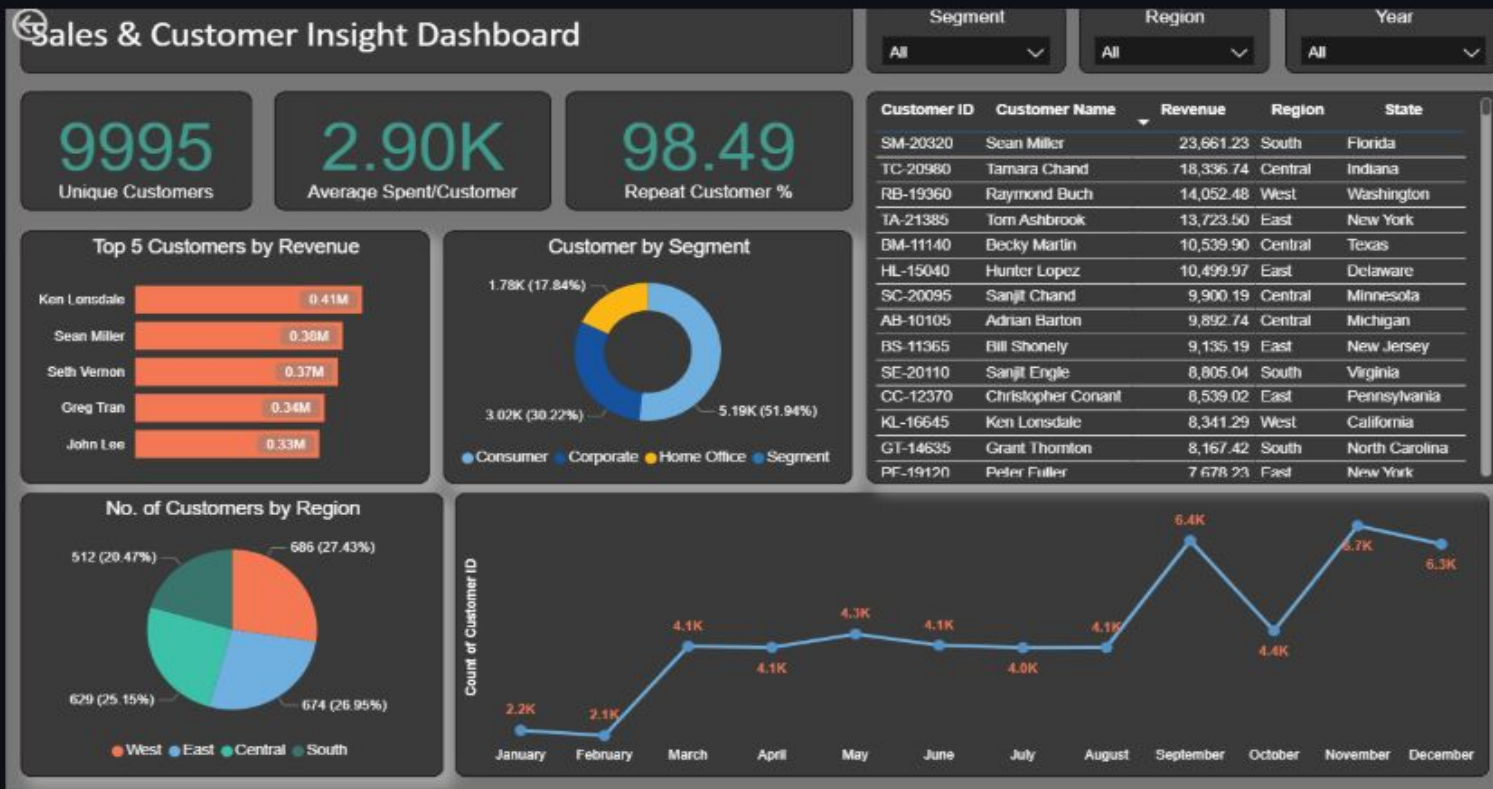 Sales & Customer Insight Dashboard
Segment
All
Region
All
Year
All
9995
Unique Customers
2.90K
Average Spent/Customer
98.49
Repeat Customer %
Customer ID Customer Name Revenue Region State
SM-20320 Sean Miller 23,661.23 South Florida
TC-20980 Tamara Chand 18,336.74 Central Indiana
RB-19360 Raymond Buch 14,052.48 West Washington
TA-21385 Tom Ashbrook 13,723.50 East New York
BM-11140 Becky Martin 10,539.90 Central Texas
HL-15040 Hunter Lopez 10,499.97 East Delaware
SC-20095 Sanjit Chand 9,900.19 Central Minnesota
AB-10105 Adrian Barton 9,892.74 Central Michigan
BS-11365 Bill Shonely 9,135.19 East New Jersey
SE-20110 Sanjit Engle 8,805.04 South Virginia
CC-12370 Christopher Conant 8,539.02 East Pennsylvania
KL-16645 Ken Lonsdale 8,341.29 West California
GT-14635 Grant Thornton 8,167.42 South North Carolina
PF-19120 Peter Fuller 7,678.23 East New York
Top 5 Customers by Revenue
Ken Lonsdale 0.41M
Sean Miller 0.38M
Seth Vernon 0.37M
Greg Tran 0.34M
John Lee 0.33M
Customer by Segment
1.78K (17.84%)
3.02K (30.22%)
5.19K (51.94%)
Consumer Corporate Home Office Segment
No. of Customers by Region
512 (20.47%)
686 (27.43%)
629 (25.15%)
674 (26.95%)
West East Central South
Count of Customer ID
2.2K
2.1K
4.1K
4.1K
4.3K
4.1K
4.0K
4.1K
6.4K
4.4K
6.7K
6.3K
January February March April May June July August September October November December